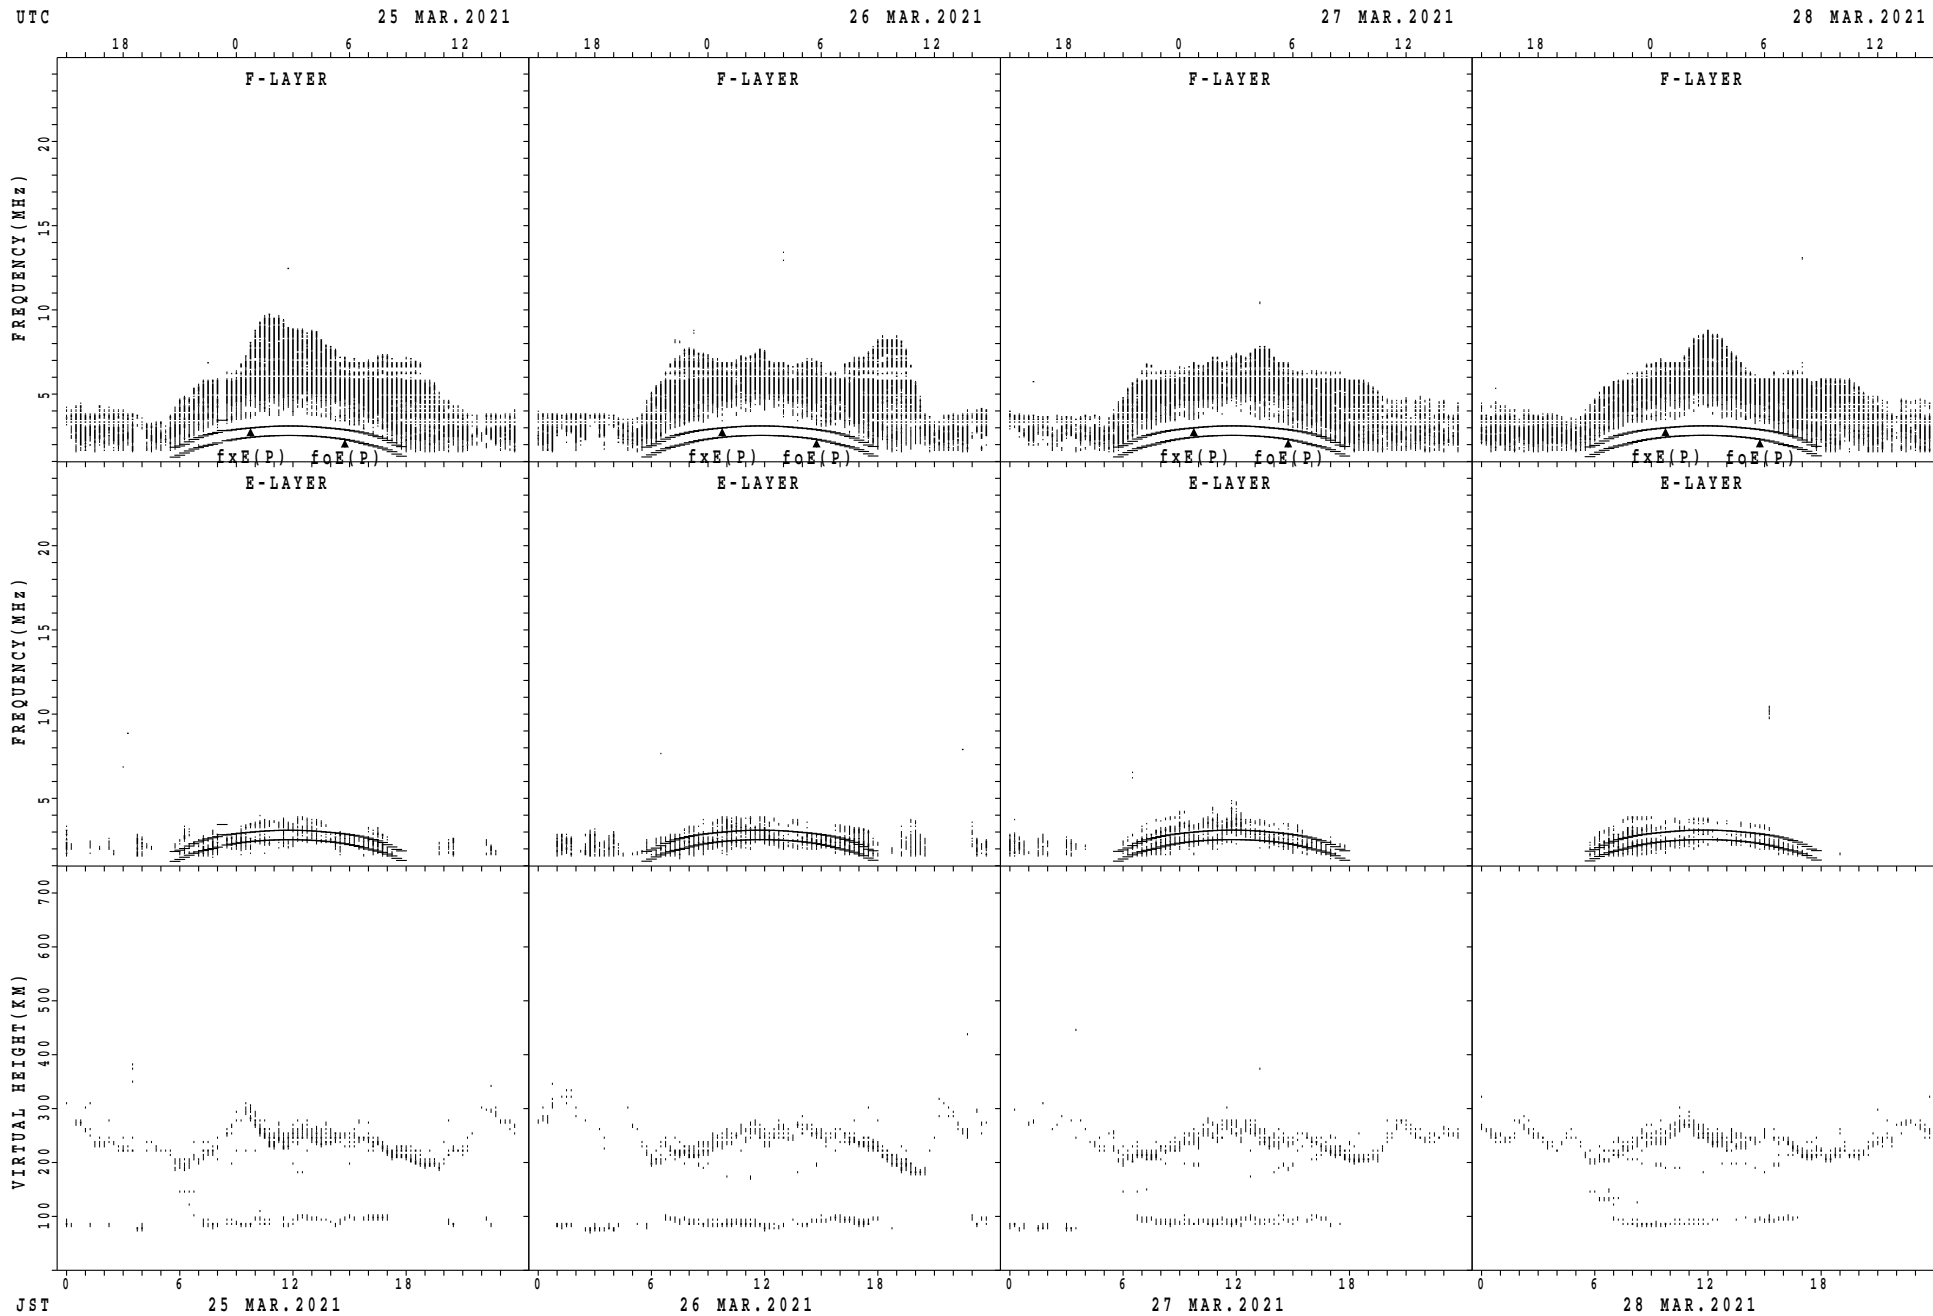 UTC 25 MAR.2021 26 MAR.2021 27 MAR.2021 28 MAR.2021
18 0 6 12 18 0 6 12 18 0 6 12 18 0 6 12
F-LAYER F-LAYER F-LAYER F-LAYER
FREQUENCY(MHz)
20
15
10
5
fxE(P) foE(P) fxE(P) foE(P) fxE(P) foE(P) fxE(P) foE(P)
E-LAYER E-LAYER E-LAYER E-LAYER
FREQUENCY(MHz)
20
15
10
5
VIRTUAL HEIGHT(KM)
700
600
500
400
300
200
100
0 6 12 18 0 6 12 18 0 6 12 18 0 6 12 18
JST 25 MAR.2021 26 MAR.2021 27 MAR.2021 28 MAR.2021